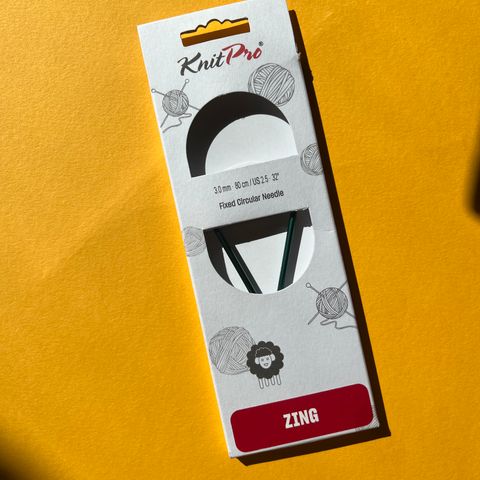 KnitPro®
3.0 mm · 80 cm / US 2.5 · 32"
Fixed Circular Needle
ZING